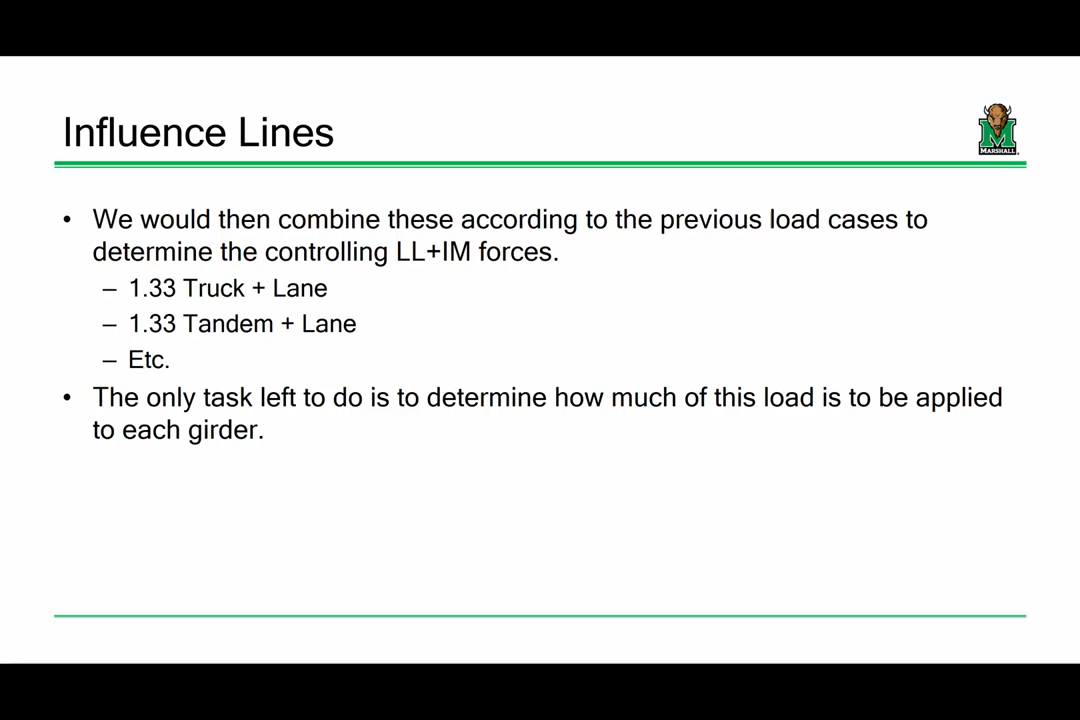 Influence Lines
MARSHALL
• We would then combine these according to the previous load cases to
determine the controlling LL+IM forces.
– 1.33 Truck + Lane
– 1.33 Tandem + Lane
– Etc.
• The only task left to do is to determine how much of this load is to be applied
to each girder.